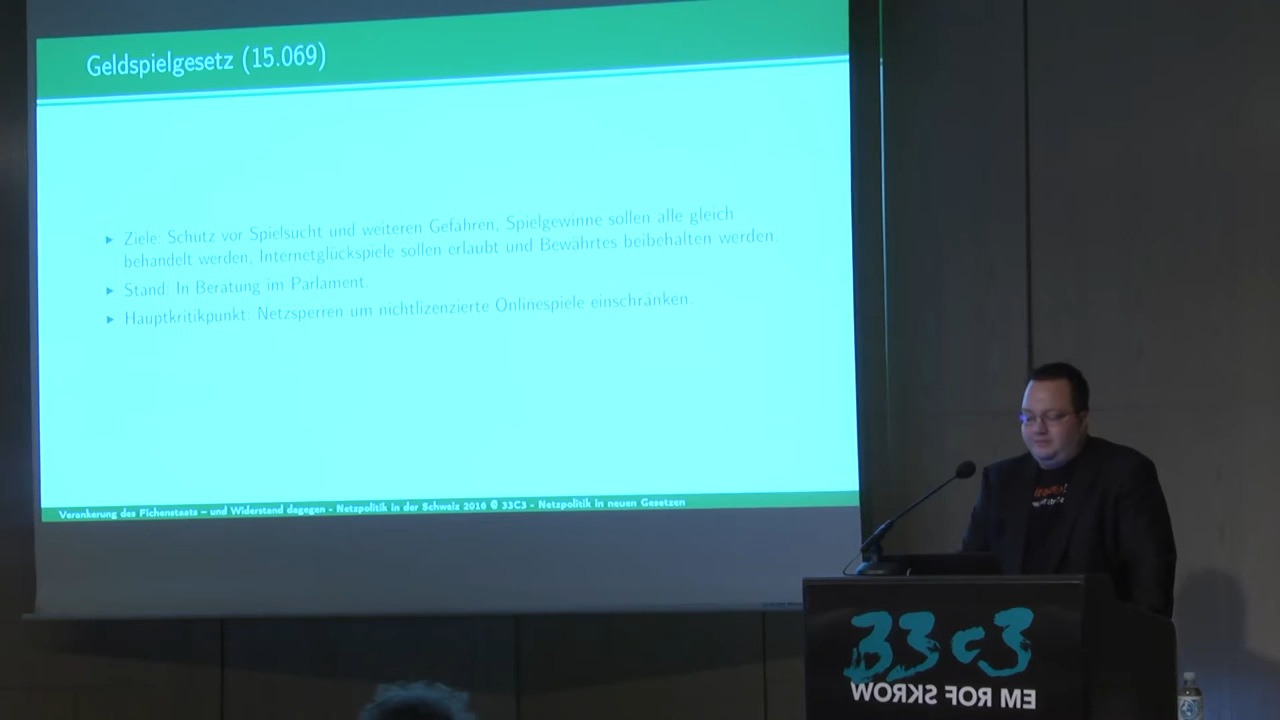 Geldspielgesetz (15.069)
▶ Ziele: Schutz vor Spielsucht und weiteren Gefahren, Spielgewinne sollen alle gleich
behandelt werden, Internetglückspiele sollen erlaubt und Bewährtes beibehalten werden.
▶ Stand: In Beratung im Parlament.
▶ Hauptkritikpunkt: Netzsperren um nichtlizenzierte Onlinespiele einschränken.
Verankerung des Fichenstaats – und Widerstand dagegen - Netzpolitik in der Schweiz 2016 @ 33C3 - Netzpolitik in neuen Gesetzen
33c3
WORKS FOR ME